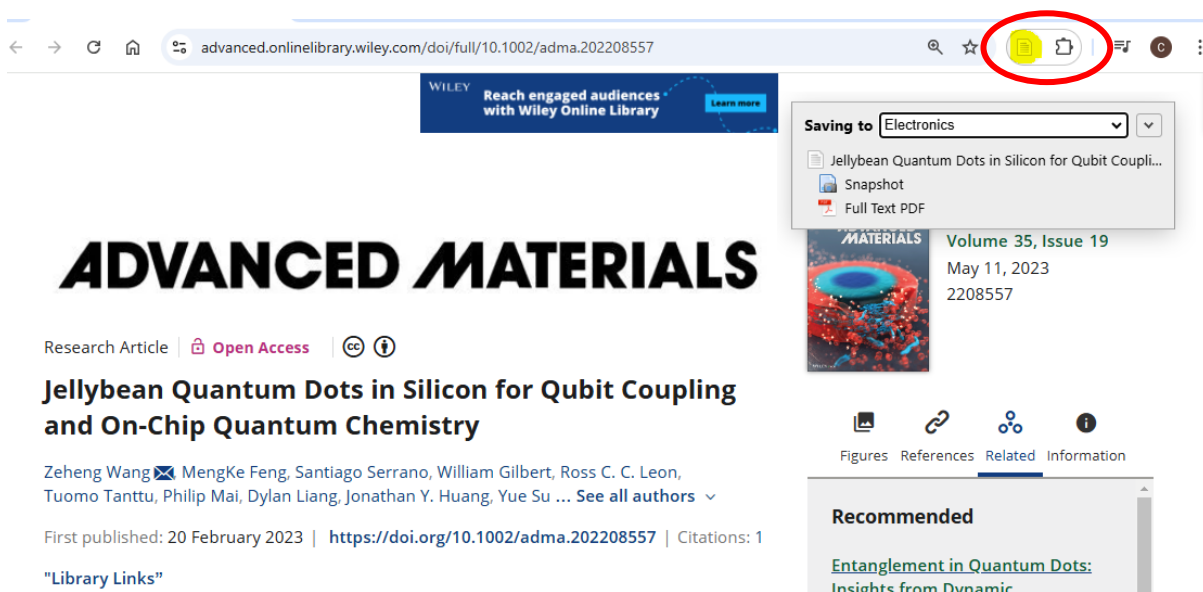 advanced.onlinelibrary.wiley.com/doi/full/10.1002/adma.202208557
C
WILEY
Reach engaged audiences
with Wiley Online Library
Learn more
Saving to Electronics
Jellybean Quantum Dots in Silicon for Qubit Coupli...
Snapshot
Full Text PDF
ADVANCED MATERIALS
MATERIALS
Volume 35, Issue 19
May 11, 2023
2208557
Research Article Open Access cc
Jellybean Quantum Dots in Silicon for Qubit Coupling
and On-Chip Quantum Chemistry
Figures References Related Information
Zeheng Wang, MengKe Feng, Santiago Serrano, William Gilbert, Ross C. C. Leon,
Tuomo Tanttu, Philip Mai, Dylan Liang, Jonathan Y. Huang, Yue Su ... See all authors
Recommended
First published: 20 February 2023 | https://doi.org/10.1002/adma.202208557 | Citations: 1
Entanglement in Quantum Dots:
Insights from Dynamic
"Library Links”